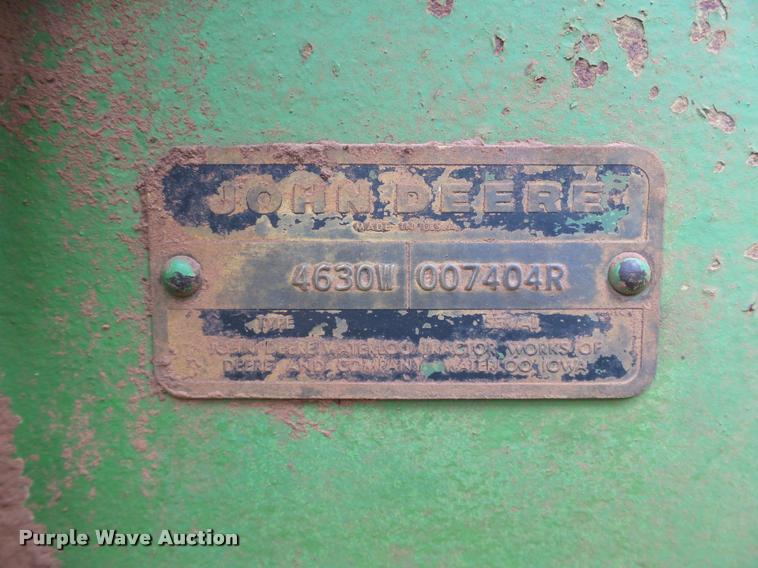 JOHN DEERE
MADE IN U.S.A.
4630W 007404R
TYPE SERIAL
JOHN DEERE WATERLOO TRACTOR WORKS OF
DEERE AND COMPANY WATERLOO, IOWA
Purple Wave Auction